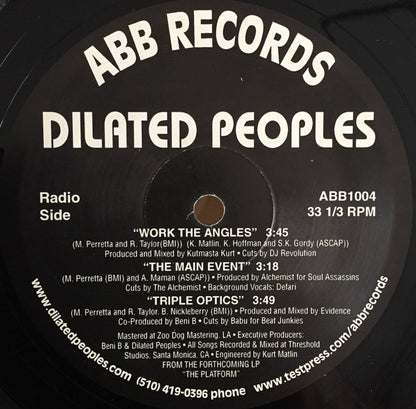 ABB RECORDS
DILATED PEOPLES
Radio
Side
ABB1004
33 1/3 RPM
“WORK THE ANGLES” 3:45
(M. Perretta and R. Taylor(BMI)) (K. Matlin. K. Hoffman and S.K. Gordy (ASCAP))
Produced and Mixed by Kutmasta Kurt • Cuts by DJ Revolution
“THE MAIN EVENT” 3:18
(M. Perretta (BMI) and A. Maman (ASCAP)) • Produced by Alchemist for Soul Assassins
Cuts by The Alchemist • Background Vocals: Defari
“TRIPLE OPTICS” 3:49
(M. Perretta and R. Taylor. B. Nickleberry (BMI)) • Produced and Mixed by Evidence
Co-Produced by Beni B • Cuts by Babu for Beat Junkies
Mastered at Zoo Dog Mastering, LA • Executive Producers:
Beni B & Dilated Peoples • All Songs Recorded & Mixed at Threshold
Studios. Santa Monica. CA • Engineered by Kurt Matlin
FROM THE FORTHCOMING LP
"THE PLATFORM"
www.dilatedpeoples.com (510) 419-0396 phone www.testpress.com/abbrecords